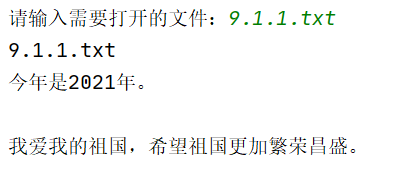 请输入需要打开的文件：9.1.1.txt
9.1.1.txt
今年是2021年。
我爱我的祖国，希望祖国更加繁荣昌盛。